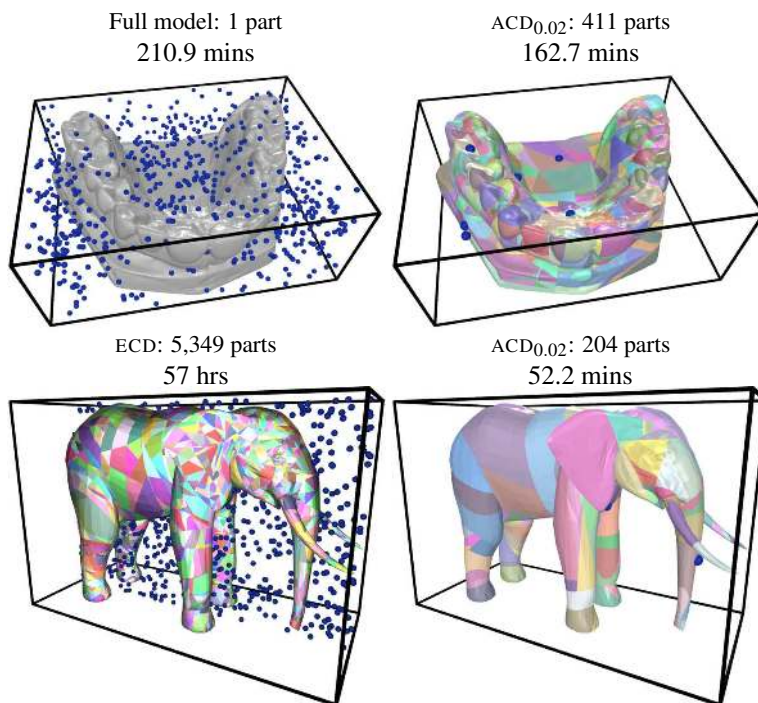 Full model: 1 part
210.9 mins
ACD0.02: 411 parts
162.7 mins
ECD: 5,349 parts
57 hrs
ACD0.02: 204 parts
52.2 mins